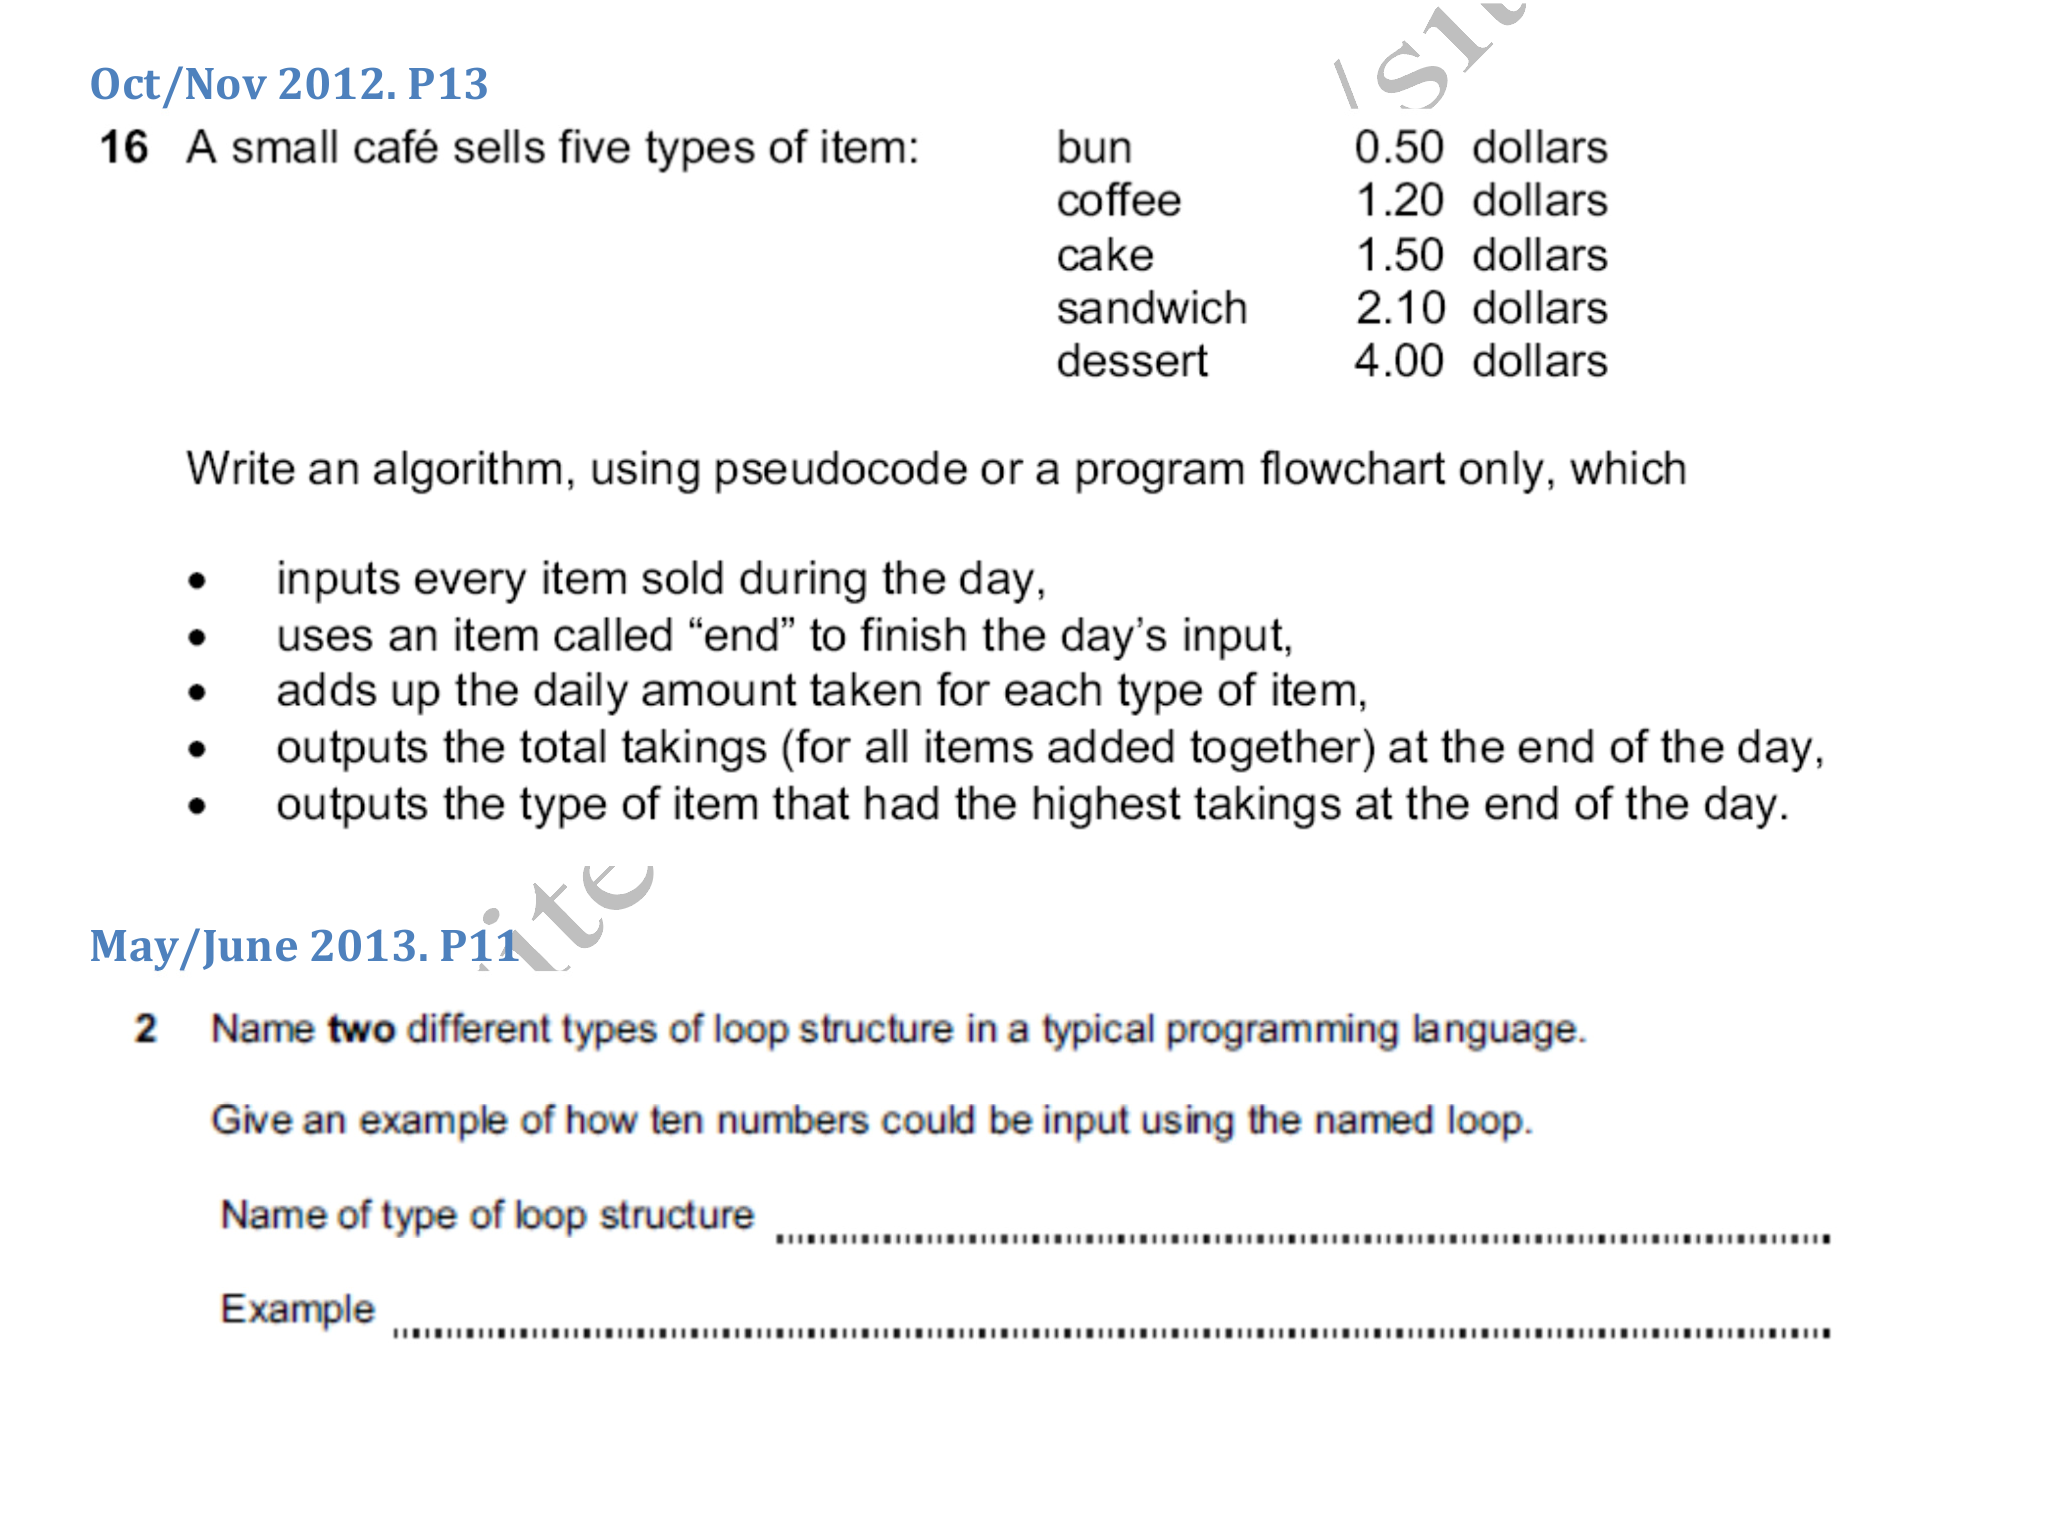 /sit
Oct/Nov 2012. P13
16 A small café sells five types of item: bun 0.50 dollars
coffee 1.20 dollars
cake 1.50 dollars
sandwich 2.10 dollars
dessert 4.00 dollars
Write an algorithm, using pseudocode or a program flowchart only, which
• inputs every item sold during the day,
• uses an item called “end” to finish the day’s input,
• adds up the daily amount taken for each type of item,
• outputs the total takings (for all items added together) at the end of the day,
• outputs the type of item that had the highest takings at the end of the day.
ite
May/June 2013. P11
2 Name two different types of loop structure in a typical programming language.
Give an example of how ten numbers could be input using the named loop.
Name of type of loop structure
Example